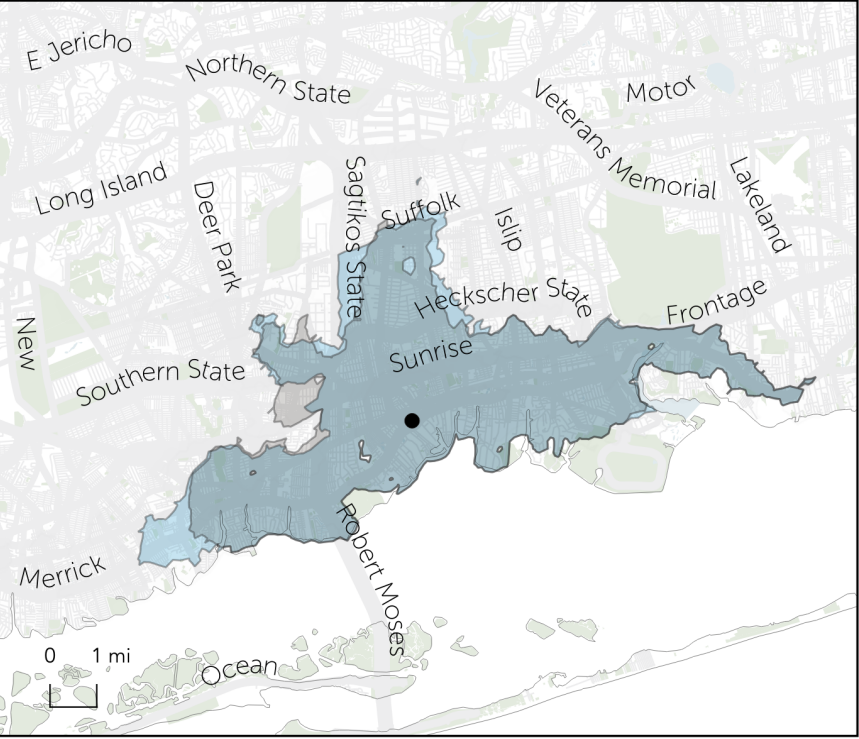 E Jericho
Northern State
Motor
Veterans Memorial
Long Island
Deer Park
Sagtikos State
Suffolk
Islip
Lakeland
Heckscher State
Frontage
New
Southern State
Sunrise
Robert Moses
Merrick
Ocean
0 1 mi